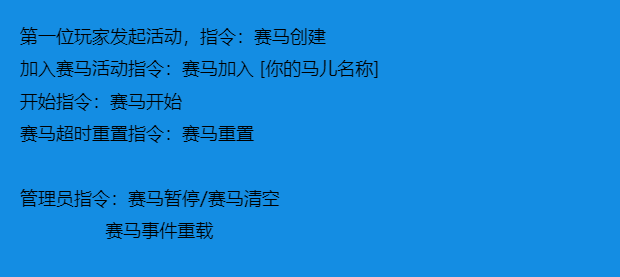 第一位玩家发起活动，指令：赛马创建
加入赛马活动指令：赛马加入 [你的马儿名称]
开始指令：赛马开始
赛马超时重置指令：赛马重置
管理员指令：赛马暂停/赛马清空
赛马事件重载